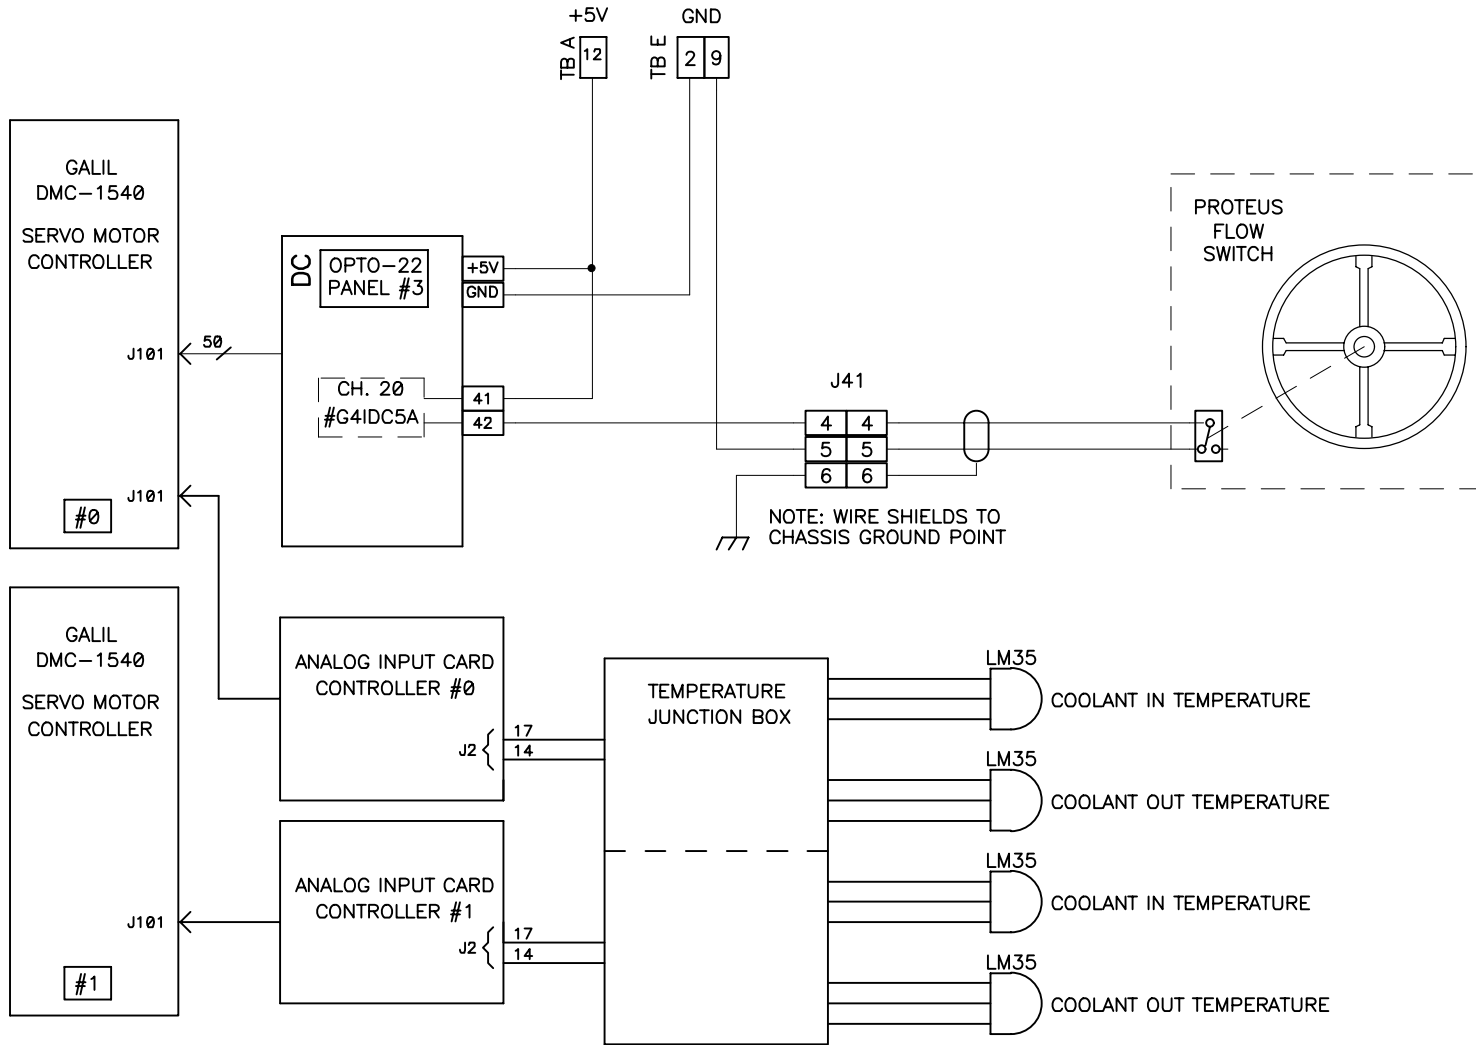 +5V
GND
TB A
12
TB E
2 9
GALIL
DMC-1540
SERVO MOTOR
CONTROLLER
J101
50
J101
#0
DC
OPTO-22
PANEL #3
+5V
GND
CH. 20
#G4IDC5A
41
42
J41
4 4
5 5
6 6
NOTE: WIRE SHIELDS TO
CHASSIS GROUND POINT
PROTEUS
FLOW
SWITCH
GALIL
DMC-1540
SERVO MOTOR
CONTROLLER
J101
#1
ANALOG INPUT CARD
CONTROLLER #0
J2
17
14
ANALOG INPUT CARD
CONTROLLER #1
J2
17
14
TEMPERATURE
JUNCTION BOX
LM35
COOLANT IN TEMPERATURE
LM35
COOLANT OUT TEMPERATURE
LM35
COOLANT IN TEMPERATURE
LM35
COOLANT OUT TEMPERATURE